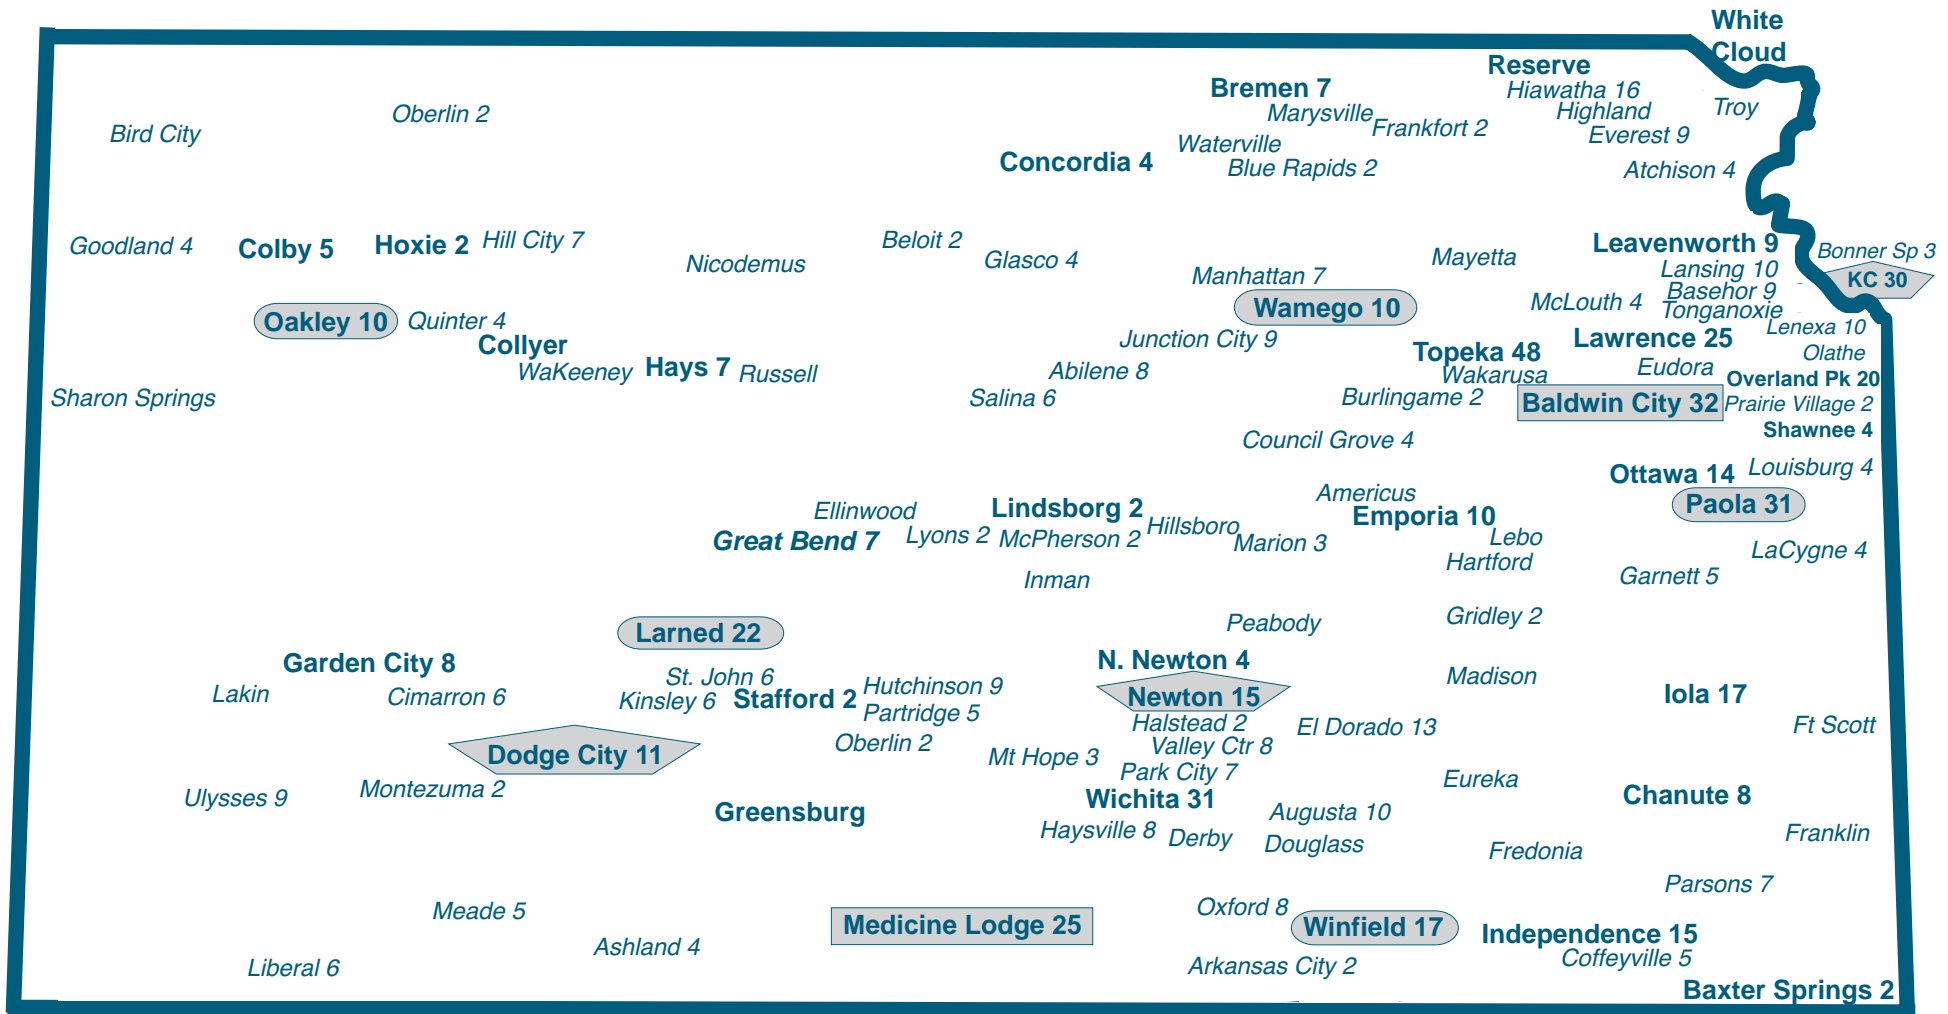 White
Cloud
Reserve
Bremen 7
Hiawatha 16
Oberlin 2
Marysville
Highland
Troy
Bird City
Frankfort 2
Everest 9
Waterville
Concordia 4
Blue Rapids 2
Atchison 4
Goodland 4
Colby 5
Hoxie 2
Hill City 7
Beloit 2
Leavenworth 9
Bonner Sp 3
Nicodemus
Glasco 4
Mayetta
Lansing 10
KC 30
Manhattan 7
Basehor 9
Wamego 10
McLouth 4
Tonganoxie
Oakley 10
Quinter 4
Lenexa 10
Collyer
Junction City 9
Lawrence 25
Topeka 48
Olathe
WaKeeney
Hays 7
Russell
Abilene 8
Wakarusa
Eudora
Overland Pk 20
Sharon Springs
Salina 6
Burlingame 2
Baldwin City 32
Prairie Village 2
Council Grove 4
Shawnee 4
Ottawa 14
Louisburg 4
Americus
Paola 31
Ellinwood
Lindsborg 2
Emporia 10
Great Bend 7
Lyons 2
McPherson 2
Hillsboro
Marion 3
Lebo
LaCygne 4
Hartford
Inman
Garnett 5
Gridley 2
Larned 22
Peabody
Garden City 8
N. Newton 4
St. John 6
Madison
Lakin
Cimarron 6
Kinsley 6
Stafford 2
Hutchinson 9
Newton 15
Iola 17
Partridge 5
Halstead 2
El Dorado 13
Ft Scott
Oberlin 2
Valley Ctr 8
Dodge City 11
Mt Hope 3
Park City 7
Ulysses 9
Montezuma 2
Wichita 31
Eureka
Chanute 8
Greensburg
Augusta 10
Haysville 8
Derby
Douglass
Franklin
Fredonia
Parsons 7
Meade 5
Oxford 8
Medicine Lodge 25
Winfield 17
Independence 15
Ashland 4
Coffeyville 5
Liberal 6
Arkansas City 2
Baxter Springs 2